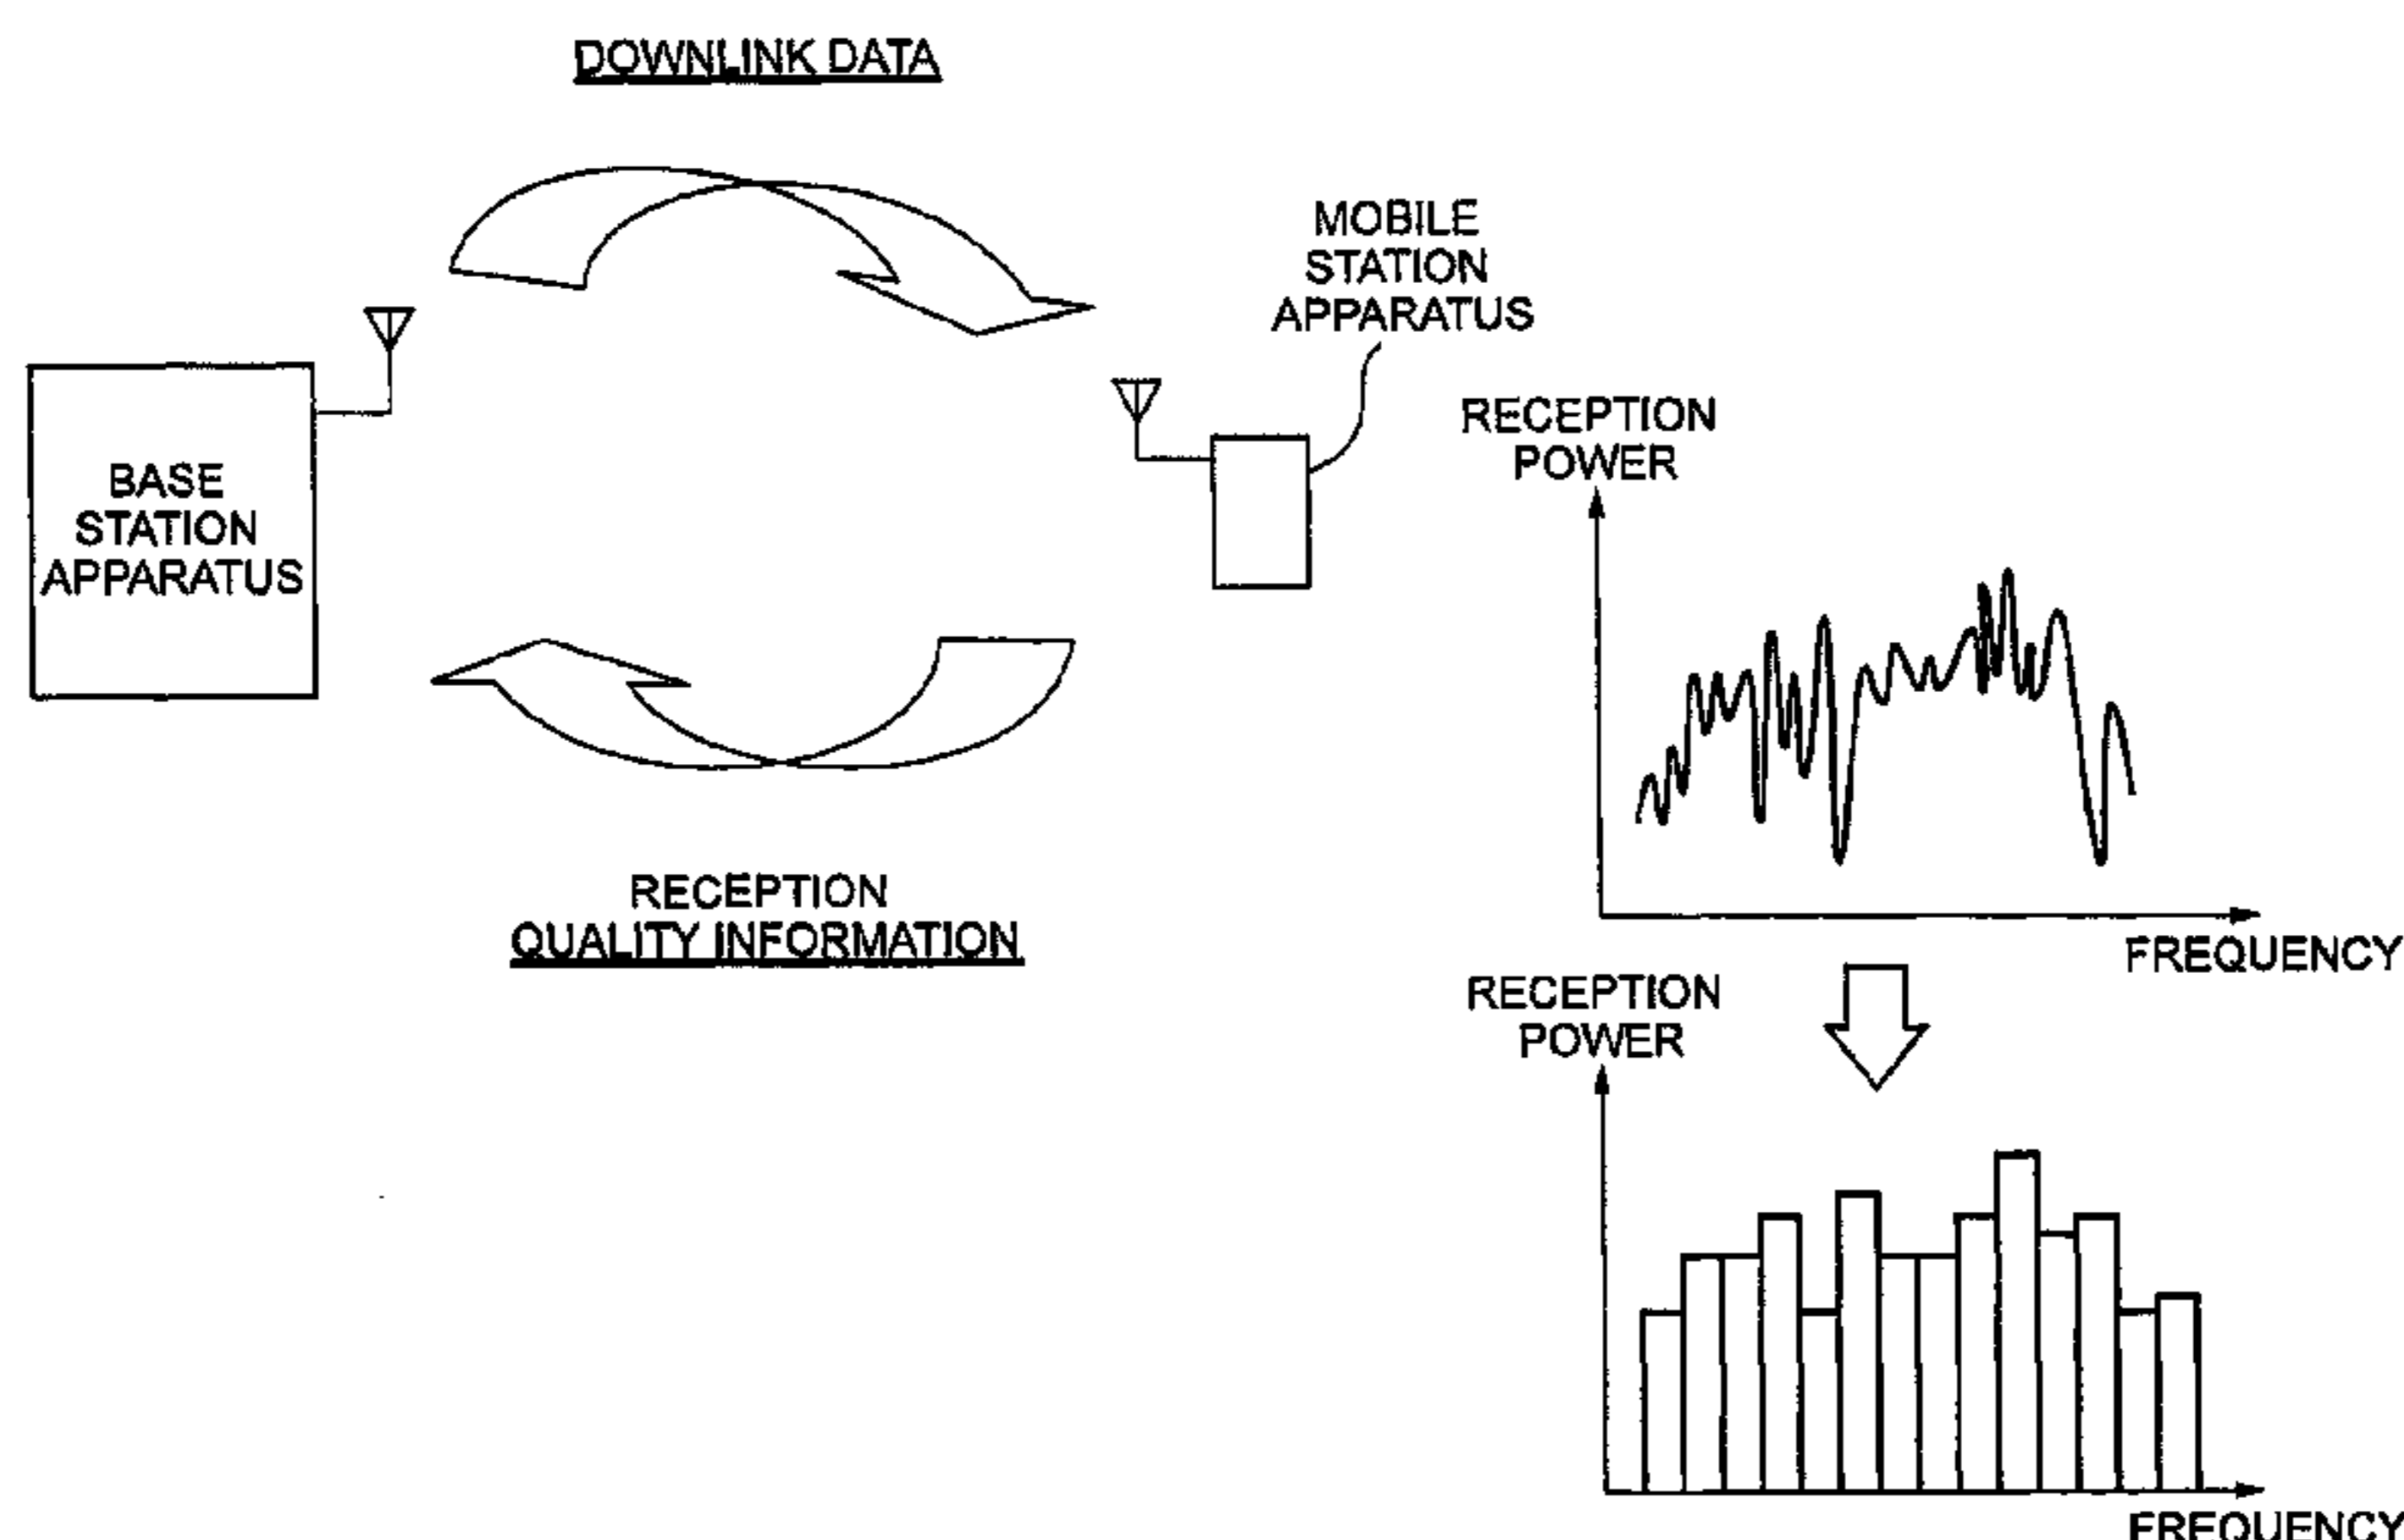 DOWNLINK DATA
MOBILE
STATION
APPARATUS
BASE
STATION
APPARATUS
RECEPTION
POWER
FREQUENCY
RECEPTION
QUALITY INFORMATION
RECEPTION
POWER
FREQUENCY